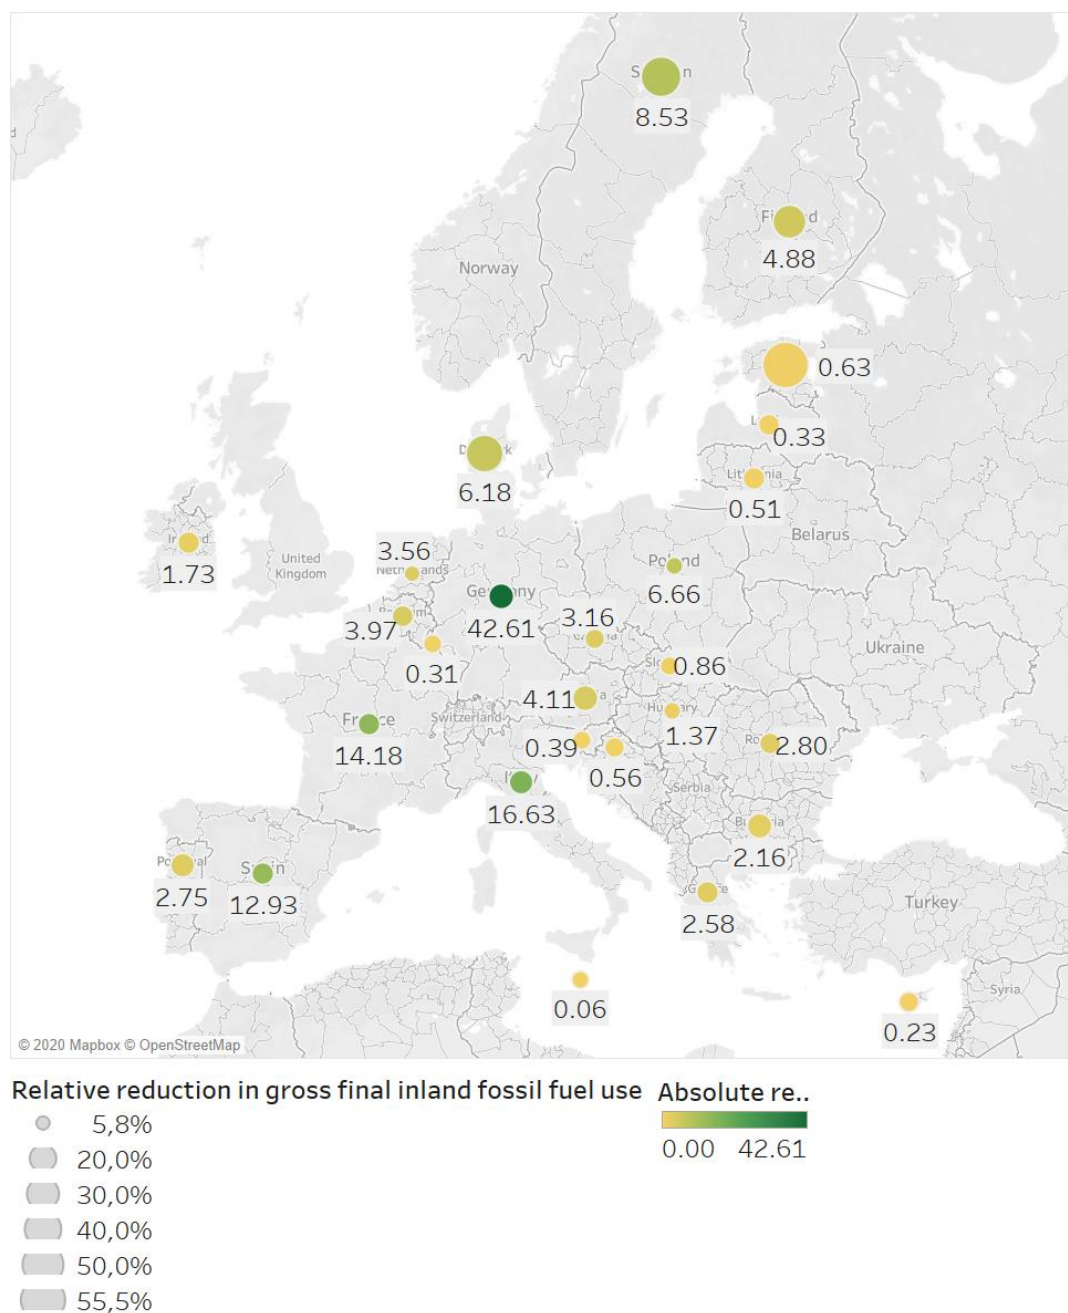 8.53
4.88
Norway
0.63
0.33
6.18
0.51
Belarus
3.56
United
Kingdom
1.73
Poland
6.66
Germany
42.61
3.16
3.97
0.31
0.86
Ukraine
4.11
Switzerland
France
14.18
1.37
2.80
0.39
0.56
Serbia
16.63
2.16
2.75
Spain
12.93
2.58
Turkey
0.06
Syria
0.23
© 2020 Mapbox © OpenStreetMap
Relative reduction in gross final inland fossil fuel use
Absolute re..
5,8%
0.00 42.61
20,0%
30,0%
40,0%
50,0%
55,5%